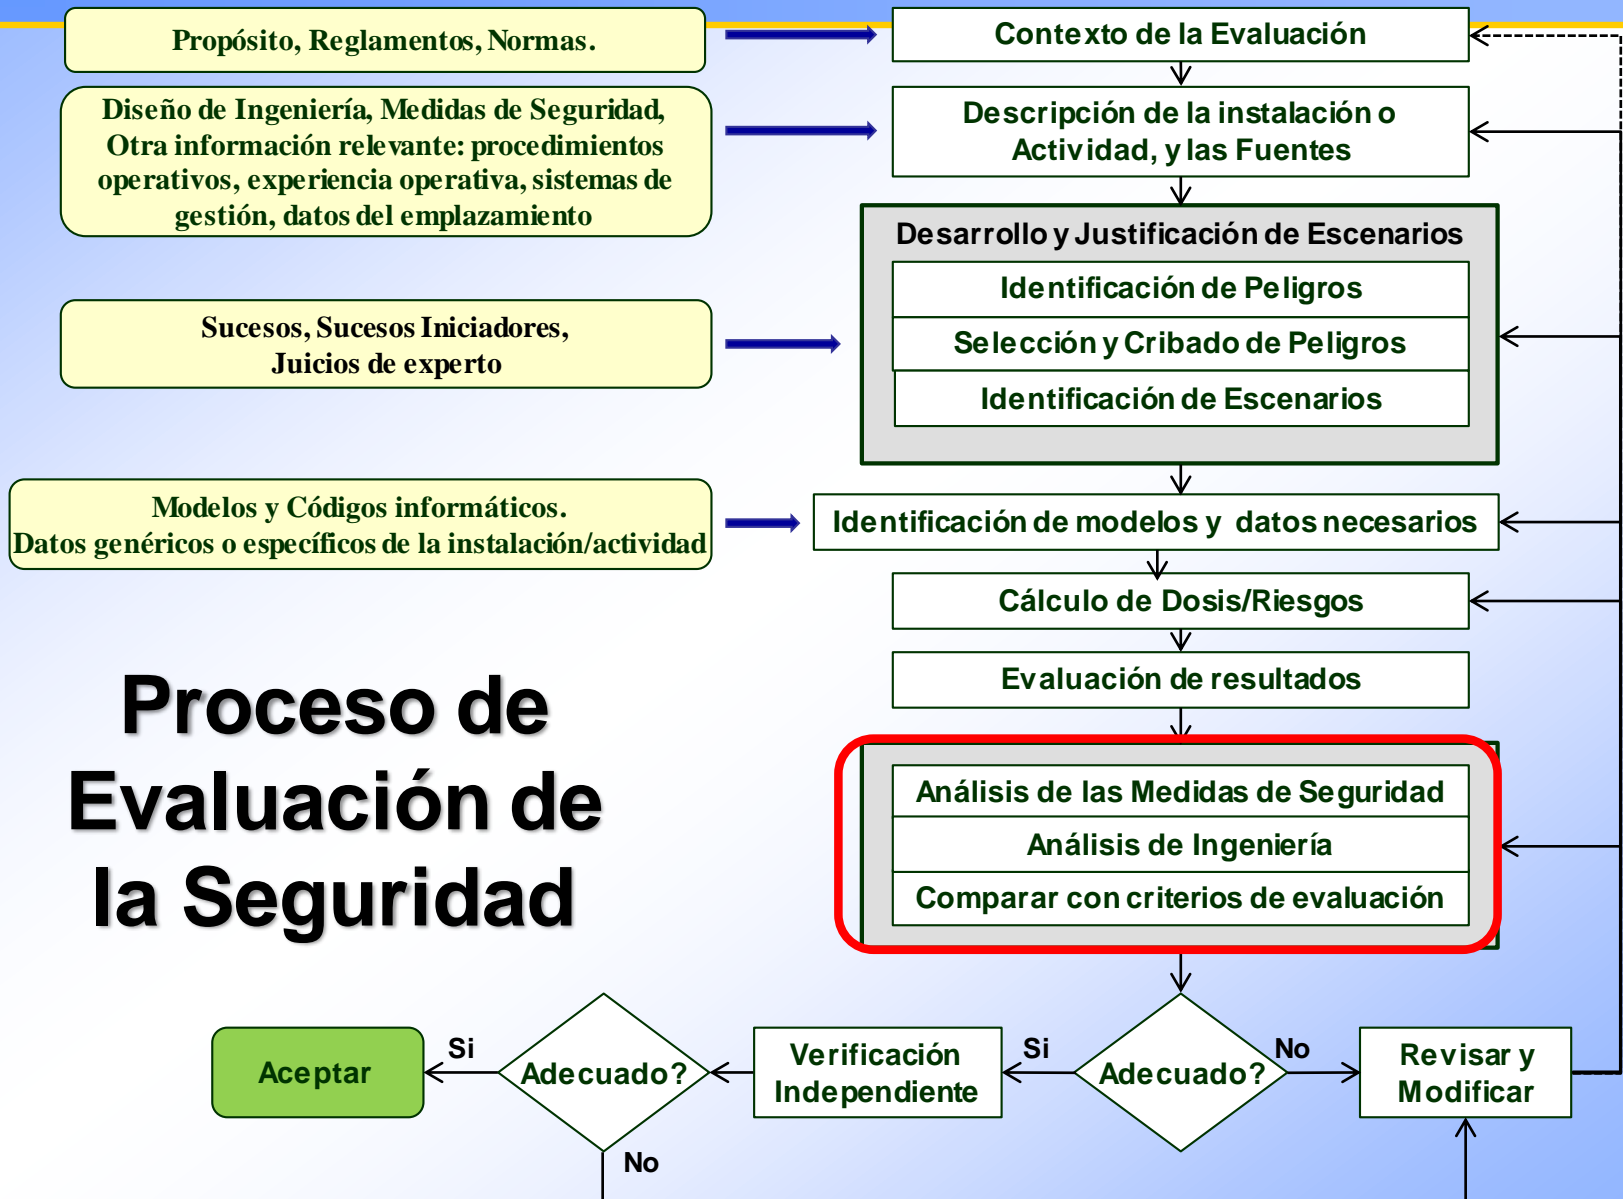 Propósito, Reglamentos, Normas.
Contexto de la Evaluación
Diseño de Ingeniería, Medidas de Seguridad,
Otra información relevante: procedimientos
operativos, experiencia operativa, sistemas de
gestión, datos del emplazamiento
Descripción de la instalación o
Actividad, y las Fuentes
Desarrollo y Justificación de Escenarios
Identificación de Peligros
Selección y Cribado de Peligros
Identificación de Escenarios
Sucesos, Sucesos Iniciadores,
Juicios de experto
Modelos y Códigos informáticos.
Datos genéricos o específicos de la instalación/actividad
Identificación de modelos y datos necesarios
Cálculo de Dosis/Riesgos
Evaluación de resultados
Proceso de
Evaluación de
la Seguridad
Análisis de las Medidas de Seguridad
Análisis de Ingeniería
Comparar con criterios de evaluación
Aceptar
Si
Adecuado?
No
Verificación
Independiente
Si
Adecuado?
No
Revisar y
Modificar